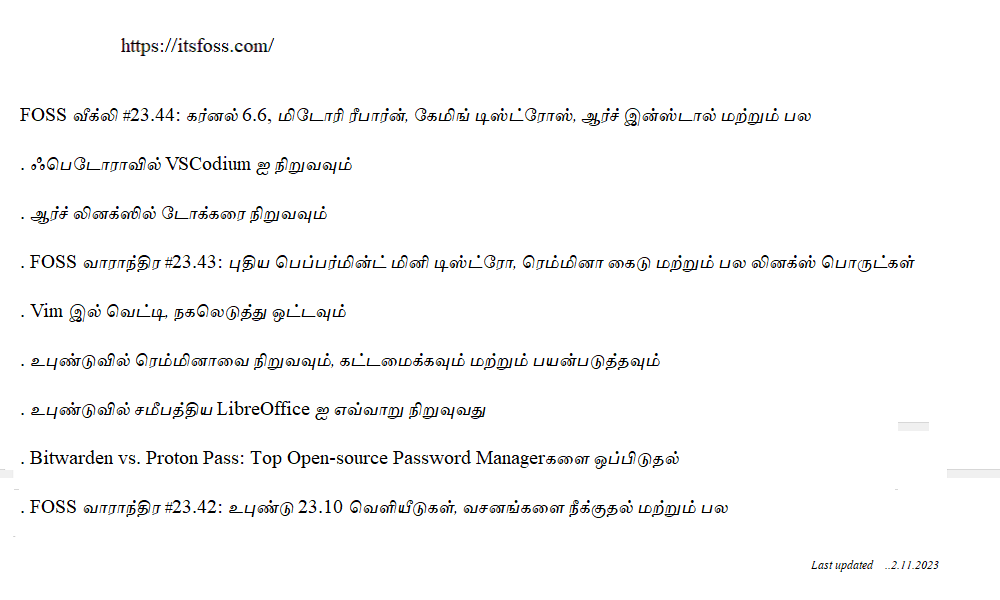 https://itsfoss.com/
FOSS வீக்லி #23.44: கர்னல் 6.6, மிடோரி ரீபார்ன், கேமிங் டிஸ்ட்ரோஸ், ஆர்ச் இன்ஸ்டால் மற்றும் பல
. ஃபெடோராவில் VSCodium ஐ நிறுவவும்
. ஆர்ச் லினக்ஸில் டோக்கரை நிறுவவும்
. FOSS வாராந்திர #23.43: புதிய பெப்பர்மின்ட் மினி டிஸ்ட்ரோ, ரெம்மினா கைடு மற்றும் பல லினக்ஸ் பொருட்கள்
. Vim இல் வெட்டி, நகலெடுத்து ஒட்டவும்
. உபுண்டுவில் ரெம்மினாவை நிறுவவும், கட்டமைக்கவும் மற்றும் பயன்படுத்தவும்
. உபுண்டுவில் சமீபத்திய LibreOffice ஐ எவ்வாறு நிறுவுவது
. Bitwarden vs. Proton Pass: Top Open-source Password Managerகளை ஒப்பிடுதல்
. FOSS வாராந்திர #23.42: உபுண்டு 23.10 வெளியீடுகள், வசனங்களை நீக்குதல் மற்றும் பல
Last updated ..2.11.2023